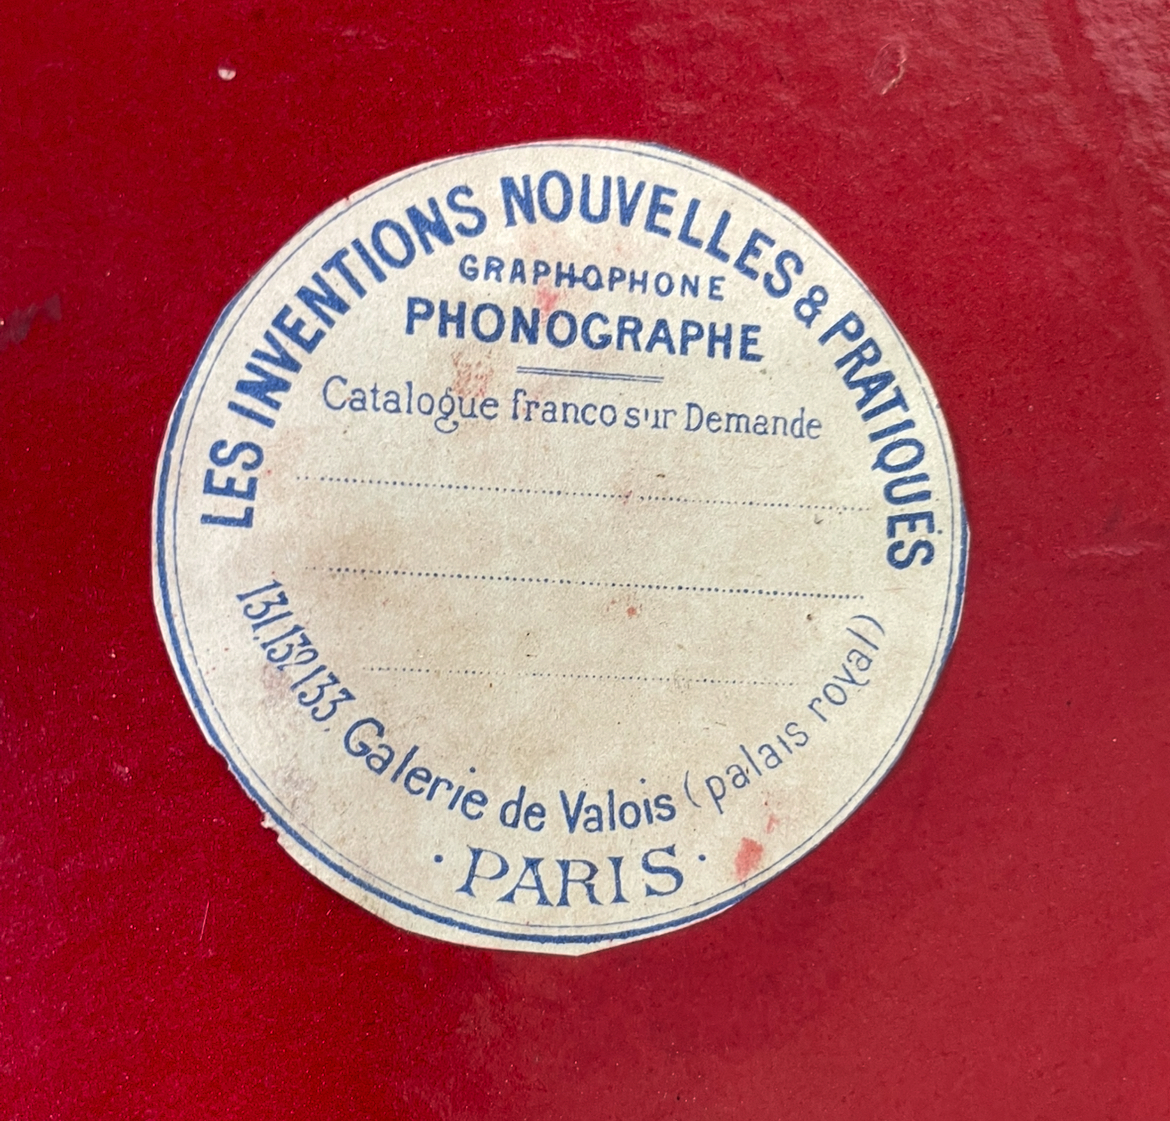 LES INVENTIONS NOUVELLES & PRATIQUES
GRAPHOPHONE
PHONOGRAPHE
Catalogue franco sur Demande
131,132,133, Galerie de Valois (palais royal)
· PARIS ·